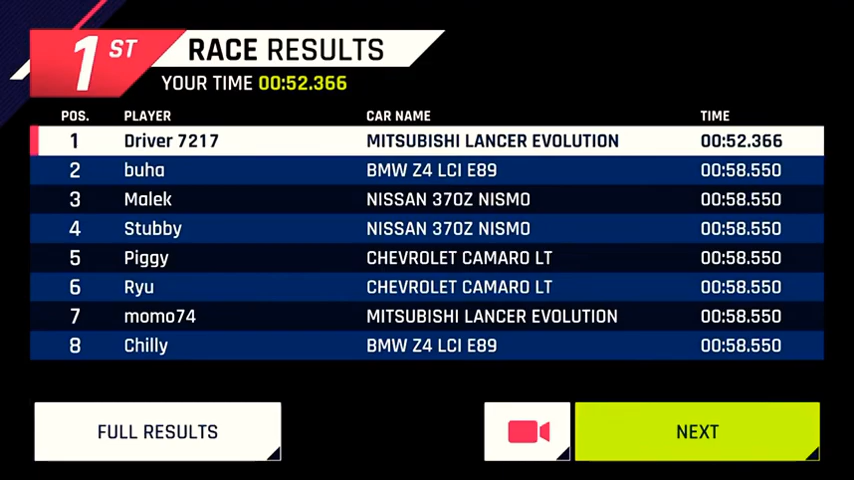 1ST
RACE RESULTS
YOUR TIME 00:52.366
POS. PLAYER CAR NAME TIME
1 Driver 7217 MITSUBISHI LANCER EVOLUTION 00:52.366
2 buha BMW Z4 LCI E89 00:58.550
3 Malek NISSAN 370Z NISMO 00:58.550
4 Stubby NISSAN 370Z NISMO 00:58.550
5 Piggy CHEVROLET CAMARO LT 00:58.550
6 Ryu CHEVROLET CAMARO LT 00:58.550
7 momo74 MITSUBISHI LANCER EVOLUTION 00:58.550
8 Chilly BMW Z4 LCI E89 00:58.550
FULL RESULTS NEXT